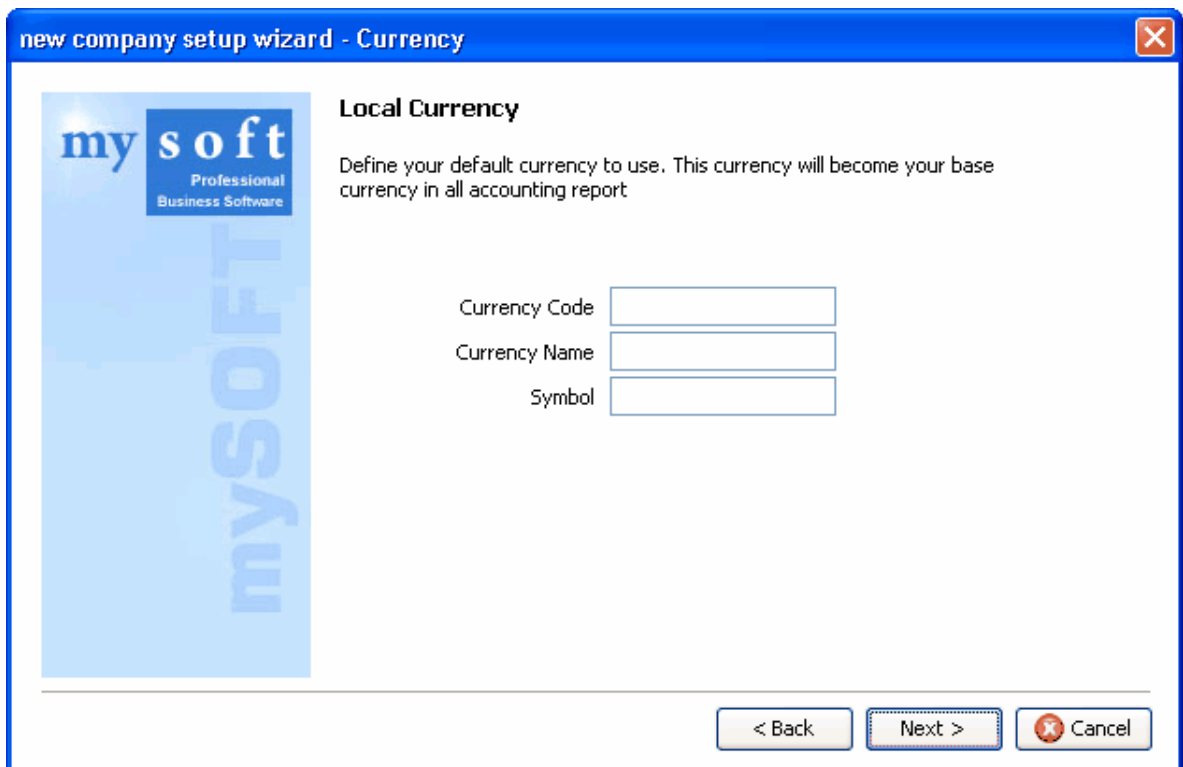 new company setup wizard - Currency
my soft
Professional
Business Software
mySOFT
Local Currency
Define your default currency to use. This currency will become your base
currency in all accounting report
Currency Code
Currency Name
Symbol
< Back
Next >
Cancel